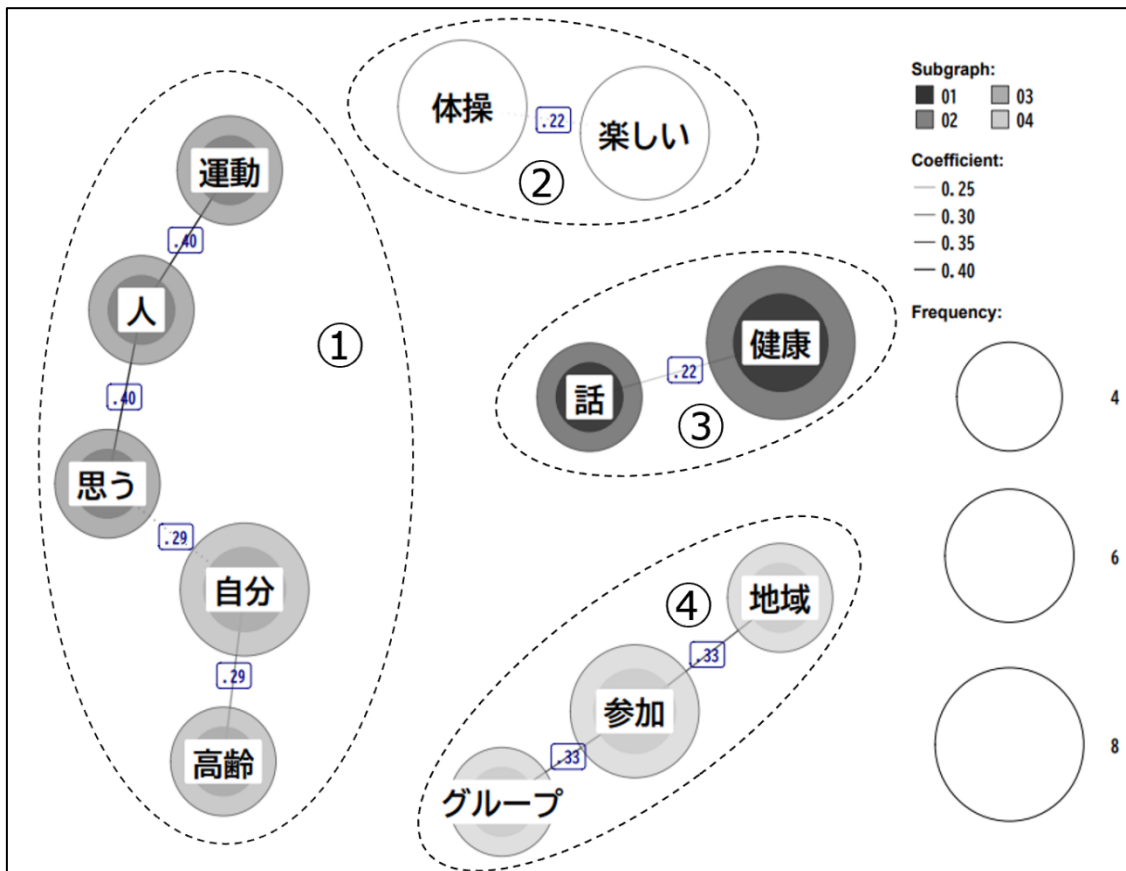 運動
.40
人
.40
思う
.29
自分
.29
高齢
①
体操
.22
楽しい
②
話
.22
健康
③
地域
.33
参加
.33
グループ
④
Subgraph:
01 03
02 04
Coefficient:
0.25
0.30
0.35
0.40
Frequency:
4
6
8